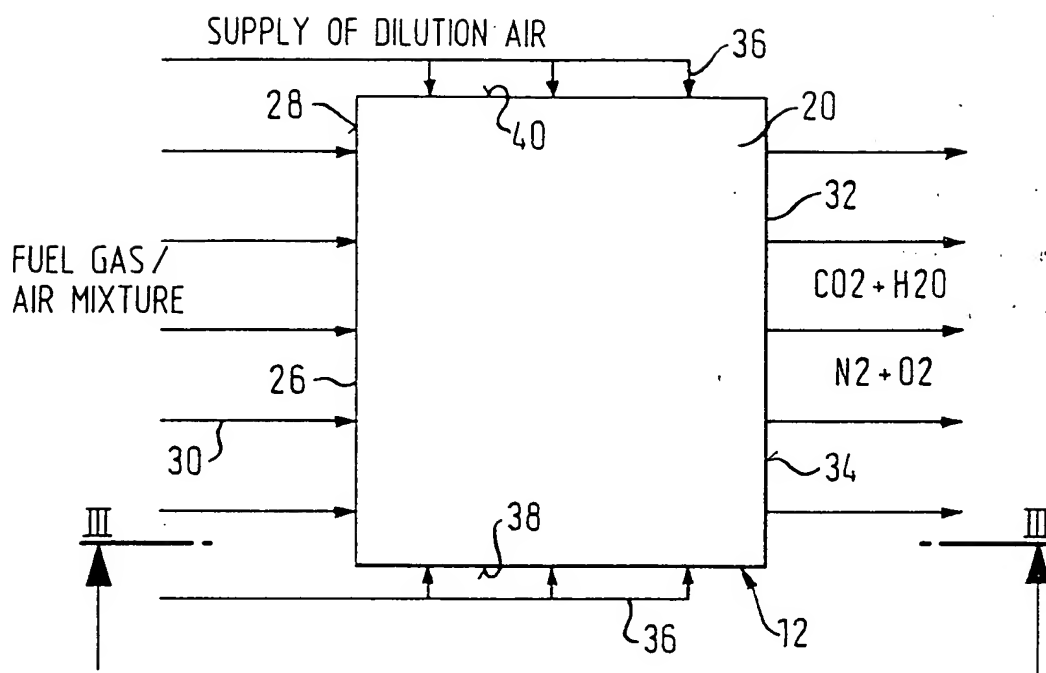 SUPPLY OF DILUTION AIR
36
28
40
20
32
FUEL GAS/
AIR MIXTURE
CO2+H2O
26
N2+O2
30
34
III
38
III
36
12